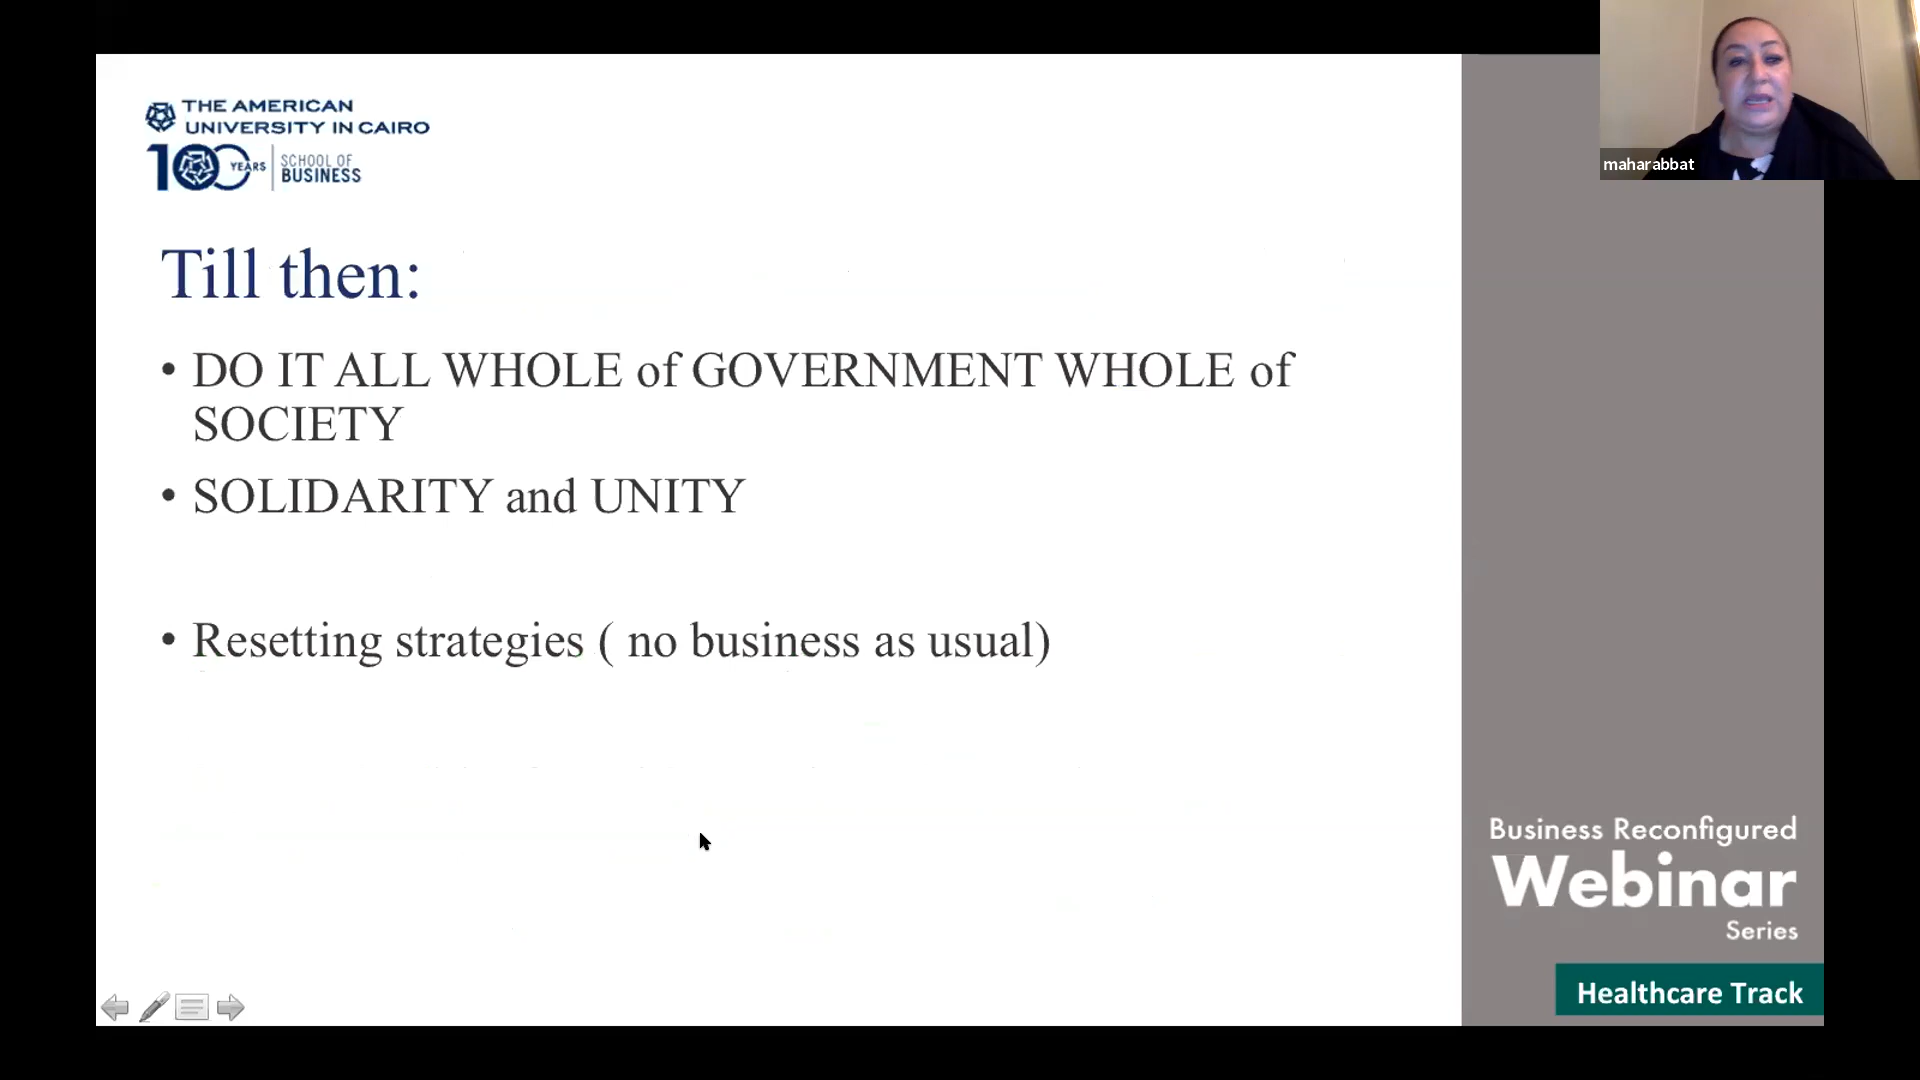 THE AMERICAN
UNIVERSITY IN CAIRO
100 YEARS
SCHOOL OF
BUSINESS
maharabbat
Till then:
• DO IT ALL WHOLE of GOVERNMENT WHOLE of
SOCIETY
• SOLIDARITY and UNITY
• Resetting strategies ( no business as usual)
Business Reconfigured
Webinar
Series
Healthcare Track